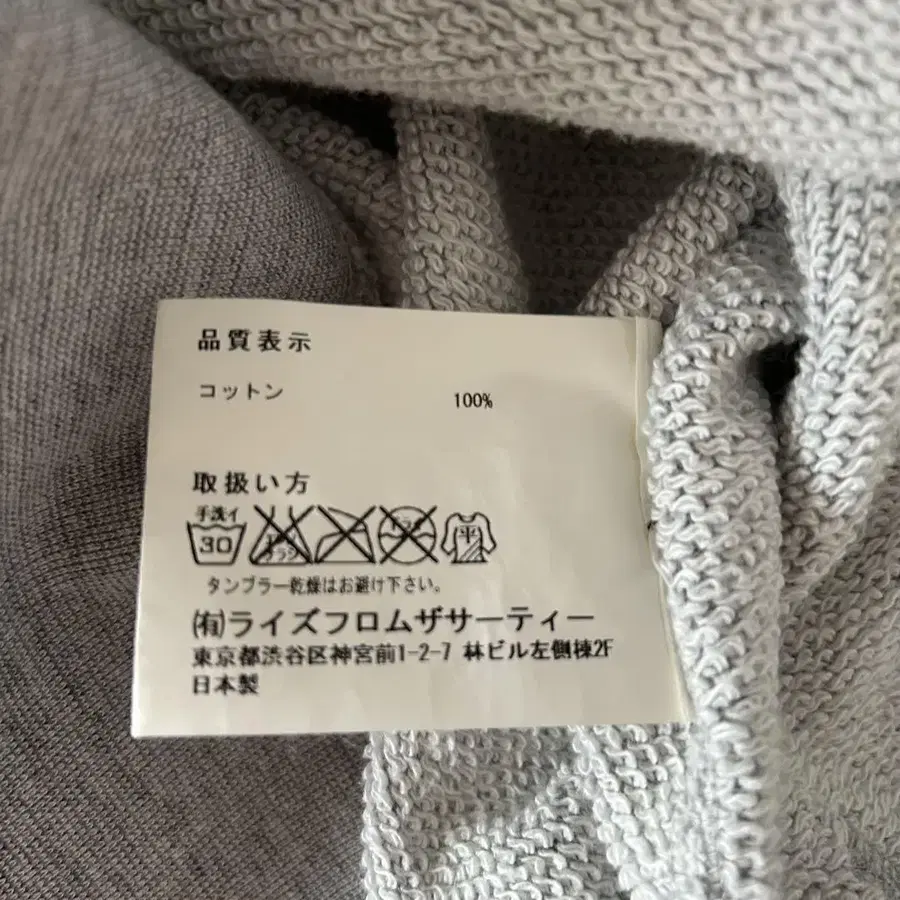 品質表示
コットン 100%
取扱い方
手洗イ
30
平
タンブラー乾燥はお避け下さい。
(有)ライズフロムザサーティー
東京都渋谷区神宮前1-2-7 林ビル左側棟2F
日本製